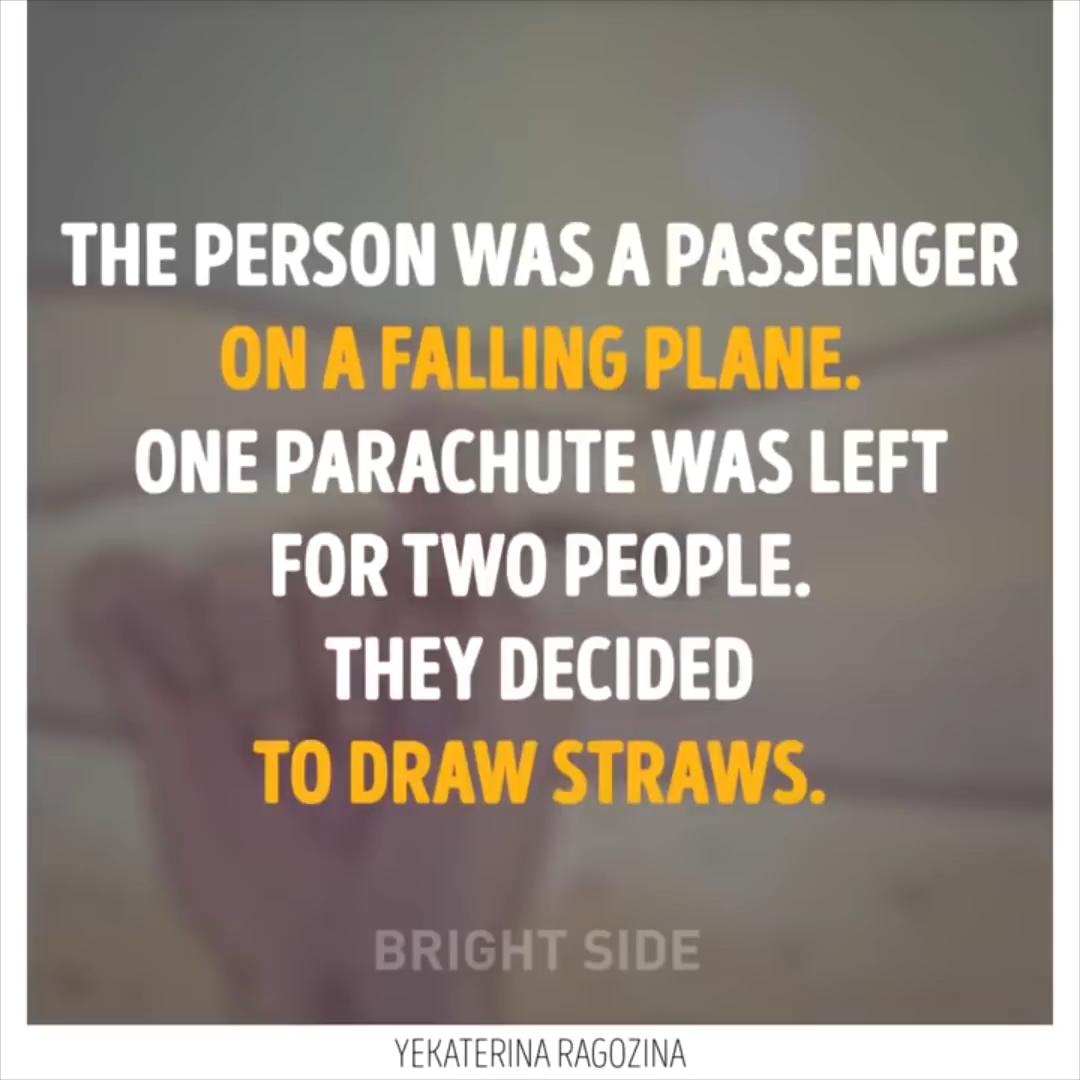 THE PERSON WAS A PASSENGER
ON A FALLING PLANE.
ONE PARACHUTE WAS LEFT
FOR TWO PEOPLE.
THEY DECIDED
TO DRAW STRAWS.
BRIGHT SIDE
YEKATERINA RAGOZINA